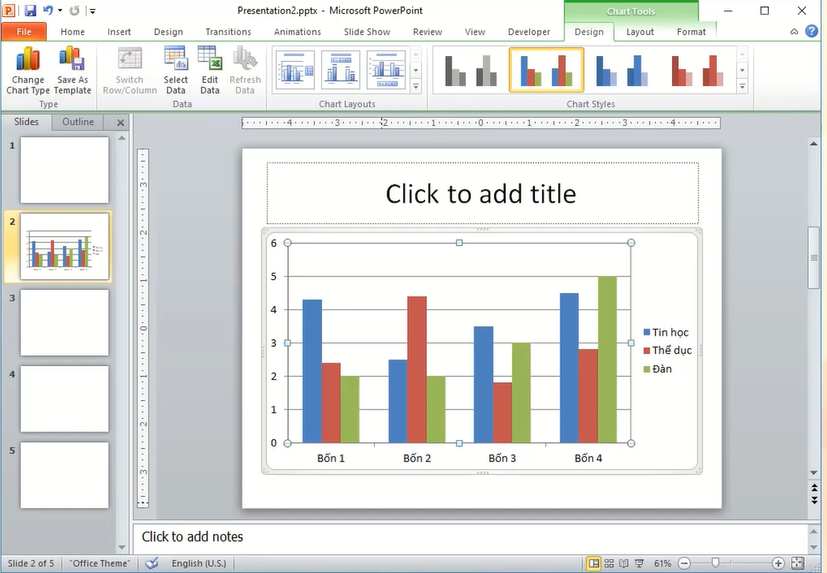 Presentation2.pptx - Microsoft PowerPoint
Chart Tools
File Home Insert Design Transitions Animations Slide Show Review View Developer Design Layout Format
Change Chart Type
Save As Template
Switch Row/Column
Select Data
Edit Data
Refresh Data
Type
Data
Chart Layouts
Chart Styles
Slides Outline
1
2
3
4
5
Click to add title
6
5
4
3
2
1
0
Bốn 1 Bốn 2 Bốn 3 Bốn 4
Tin học
Thể dục
Đàn
Click to add notes
Slide 2 of 5 "Office Theme" English (U.S.) 61%